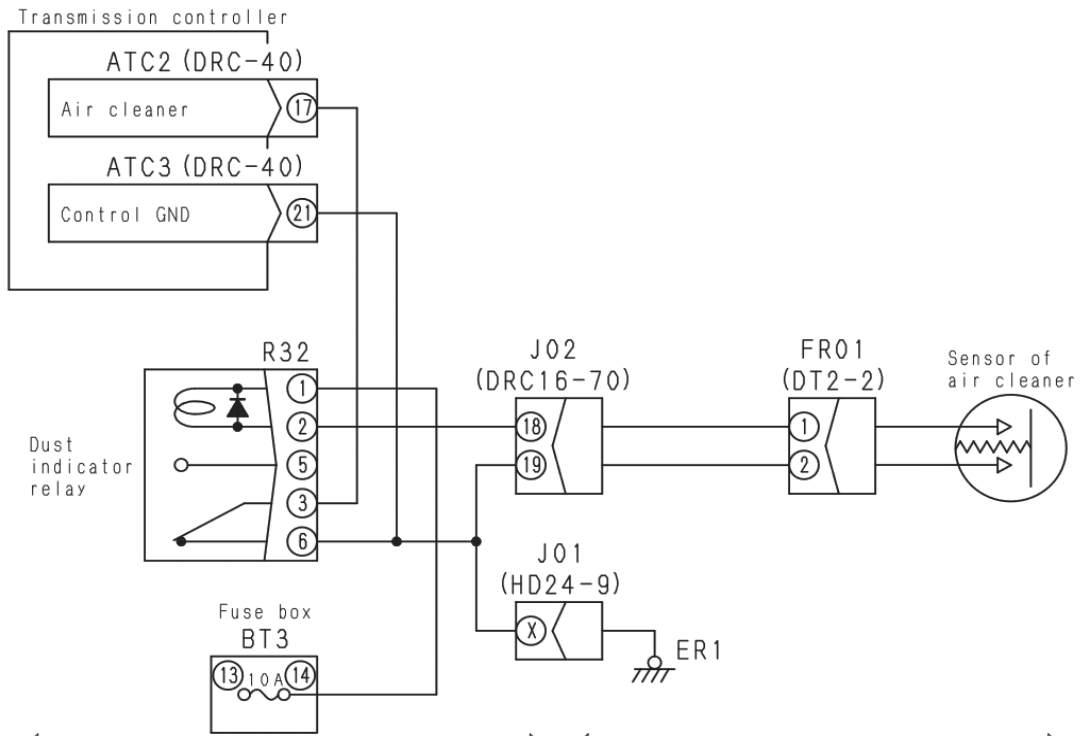 Transmission controller
ATC2 (DRC-40)
Air cleaner
17
ATC3 (DRC-40)
Control GND
21
R32
1
2
5
3
6
Dust
indicator
relay
J02
(DRC16-70)
18
19
FR01
(DT2-2)
1
2
Sensor of
air cleaner
J01
(HD24-9)
X
ER1
Fuse box
BT3
13 10A 14